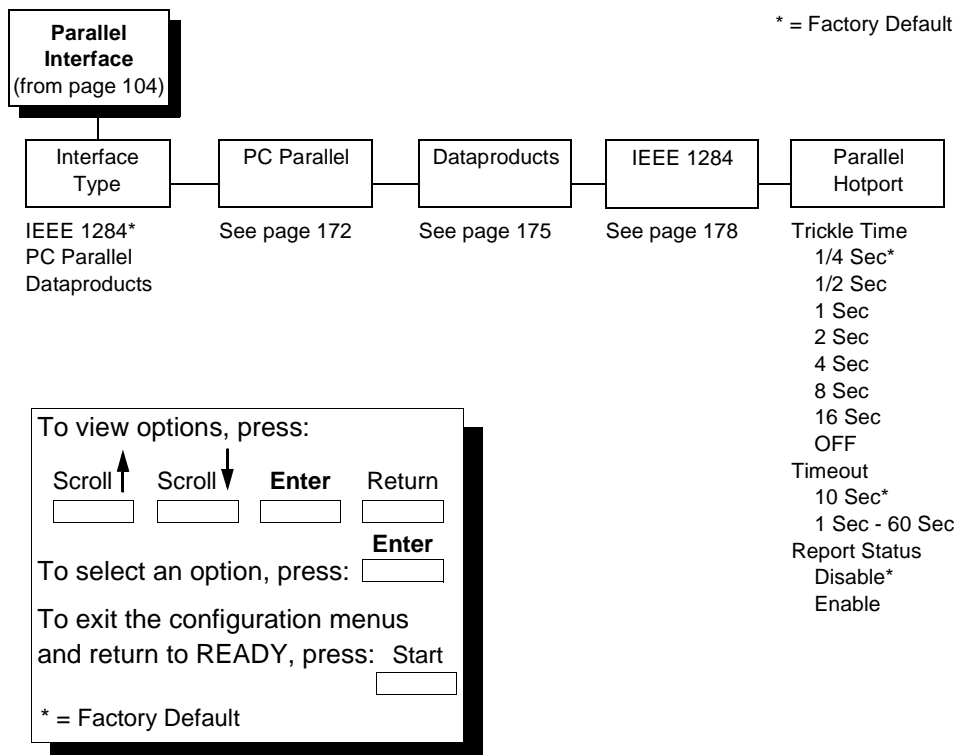 Parallel
Interface
(from page 104)
* = Factory Default
Interface
Type
PC Parallel
Dataproducts
IEEE 1284
Parallel
Hotport
IEEE 1284*
PC Parallel
Dataproducts
See page 172
See page 175
See page 178
Trickle Time
1/4 Sec*
1/2 Sec
1 Sec
2 Sec
4 Sec
8 Sec
16 Sec
OFF
Timeout
10 Sec*
1 Sec - 60 Sec
Report Status
Disable*
Enable
To view options, press:
Scroll Scroll Enter Return
Enter
To select an option, press:
To exit the configuration menus
and return to READY, press: Start
* = Factory Default